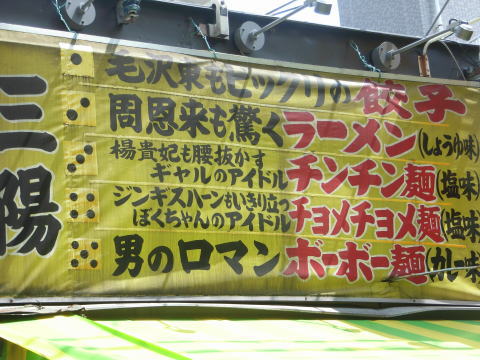 三陽
毛沢東もビックリの餃子
周恩来も驚くラーメン(しょうゆ味)
楊貴妃も腰抜かす
ギャルのアイドル
チンチン麺(塩味)
ジンギスハーンもいきり立つ
ぼくちゃんのアイドル
チョメチョメ麺(塩味)
男のロマンボーボー麺(カレー味